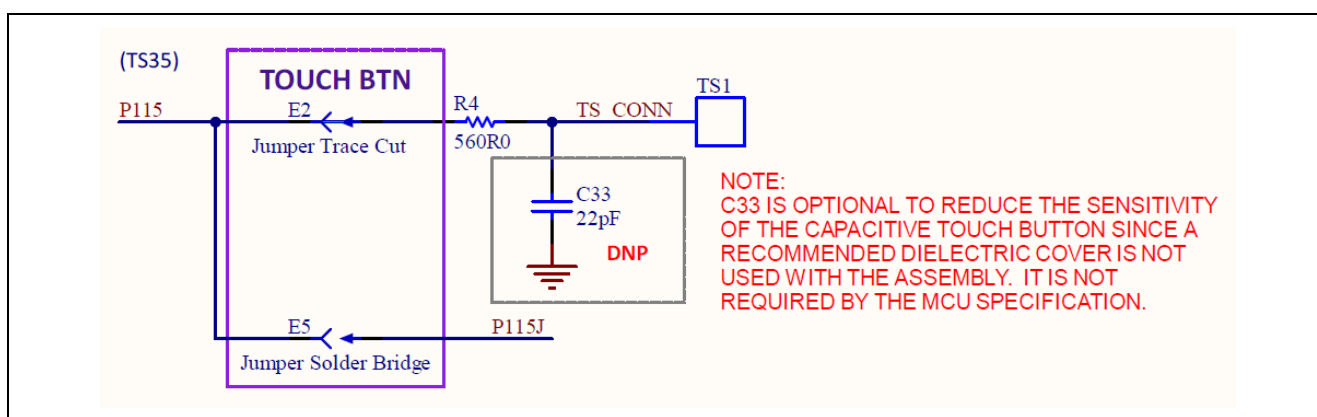 (TS35)
P115
TOUCH BTN
E2
Jumper Trace Cut
R4
560R0
TS_CONN
TS1
C33
22pF
DNP
NOTE:
C33 IS OPTIONAL TO REDUCE THE SENSITIVITY
OF THE CAPACITIVE TOUCH BUTTON SINCE A
RECOMMENDED DIELECTRIC COVER IS NOT
USED WITH THE ASSEMBLY.  IT IS NOT
REQUIRED BY THE MCU SPECIFICATION.
E5
P115J
Jumper Solder Bridge